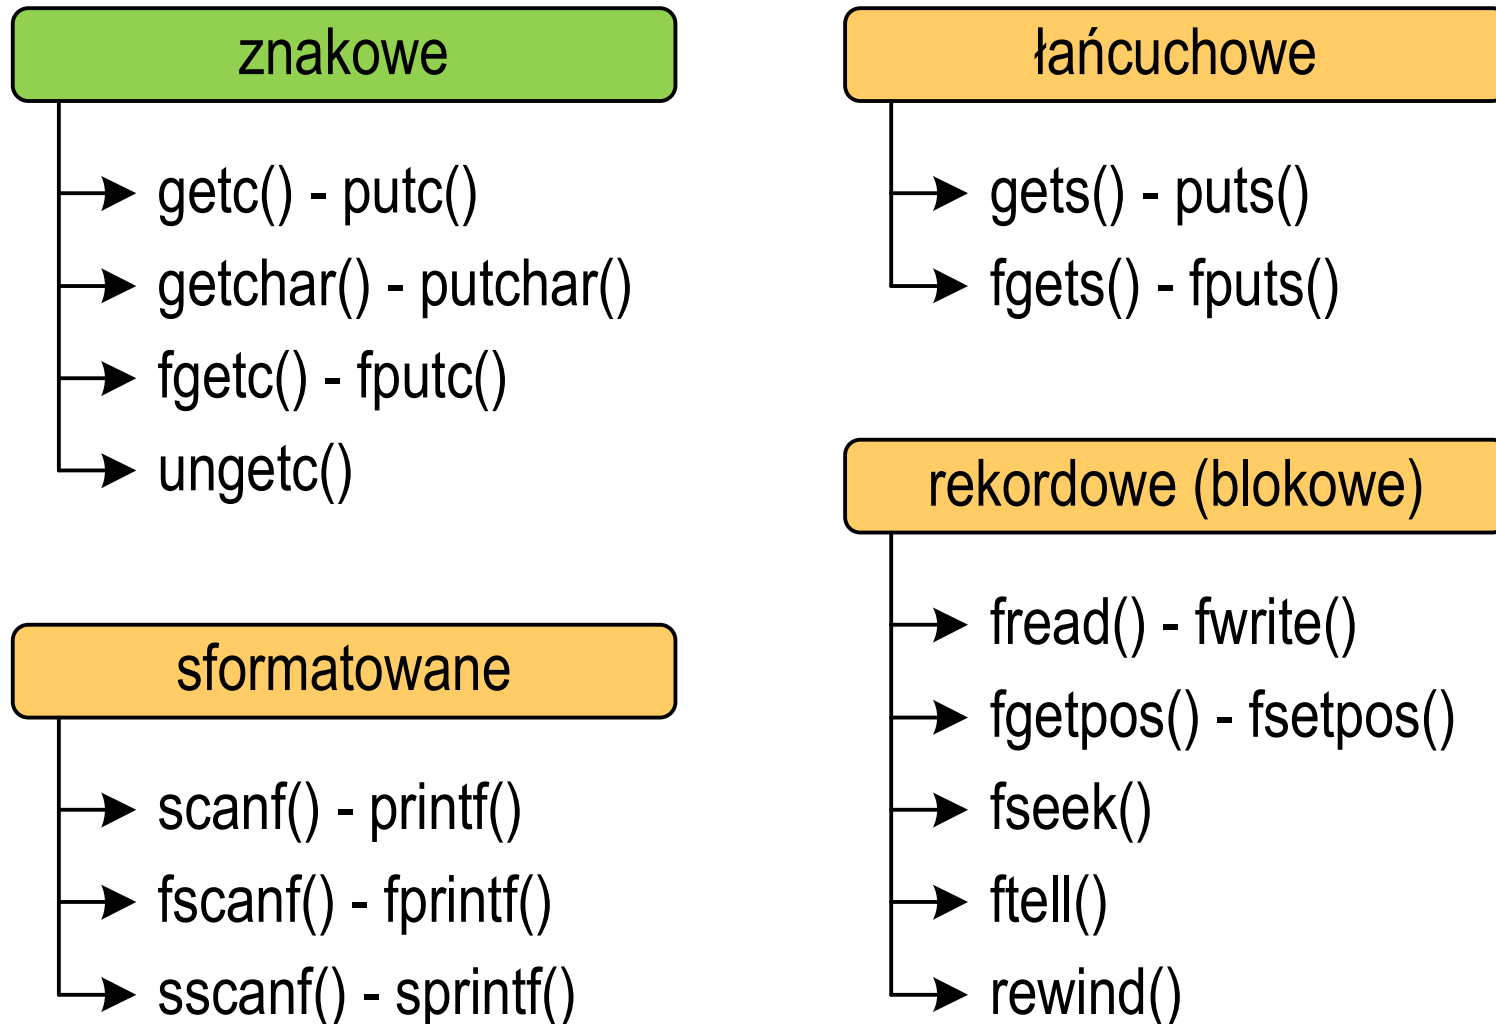 znakowe
getc() - putc()
getchar() - putchar()
fgetc() - fputc()
ungetc()
sformatowane
scanf() - printf()
fscanf() - fprintf()
sscanf() - sprintf()
łańcuchowe
gets() - puts()
fgets() - fputs()
rekordowe (blokowe)
fread() - fwrite()
fgetpos() - fsetpos()
fseek()
ftell()
rewind()